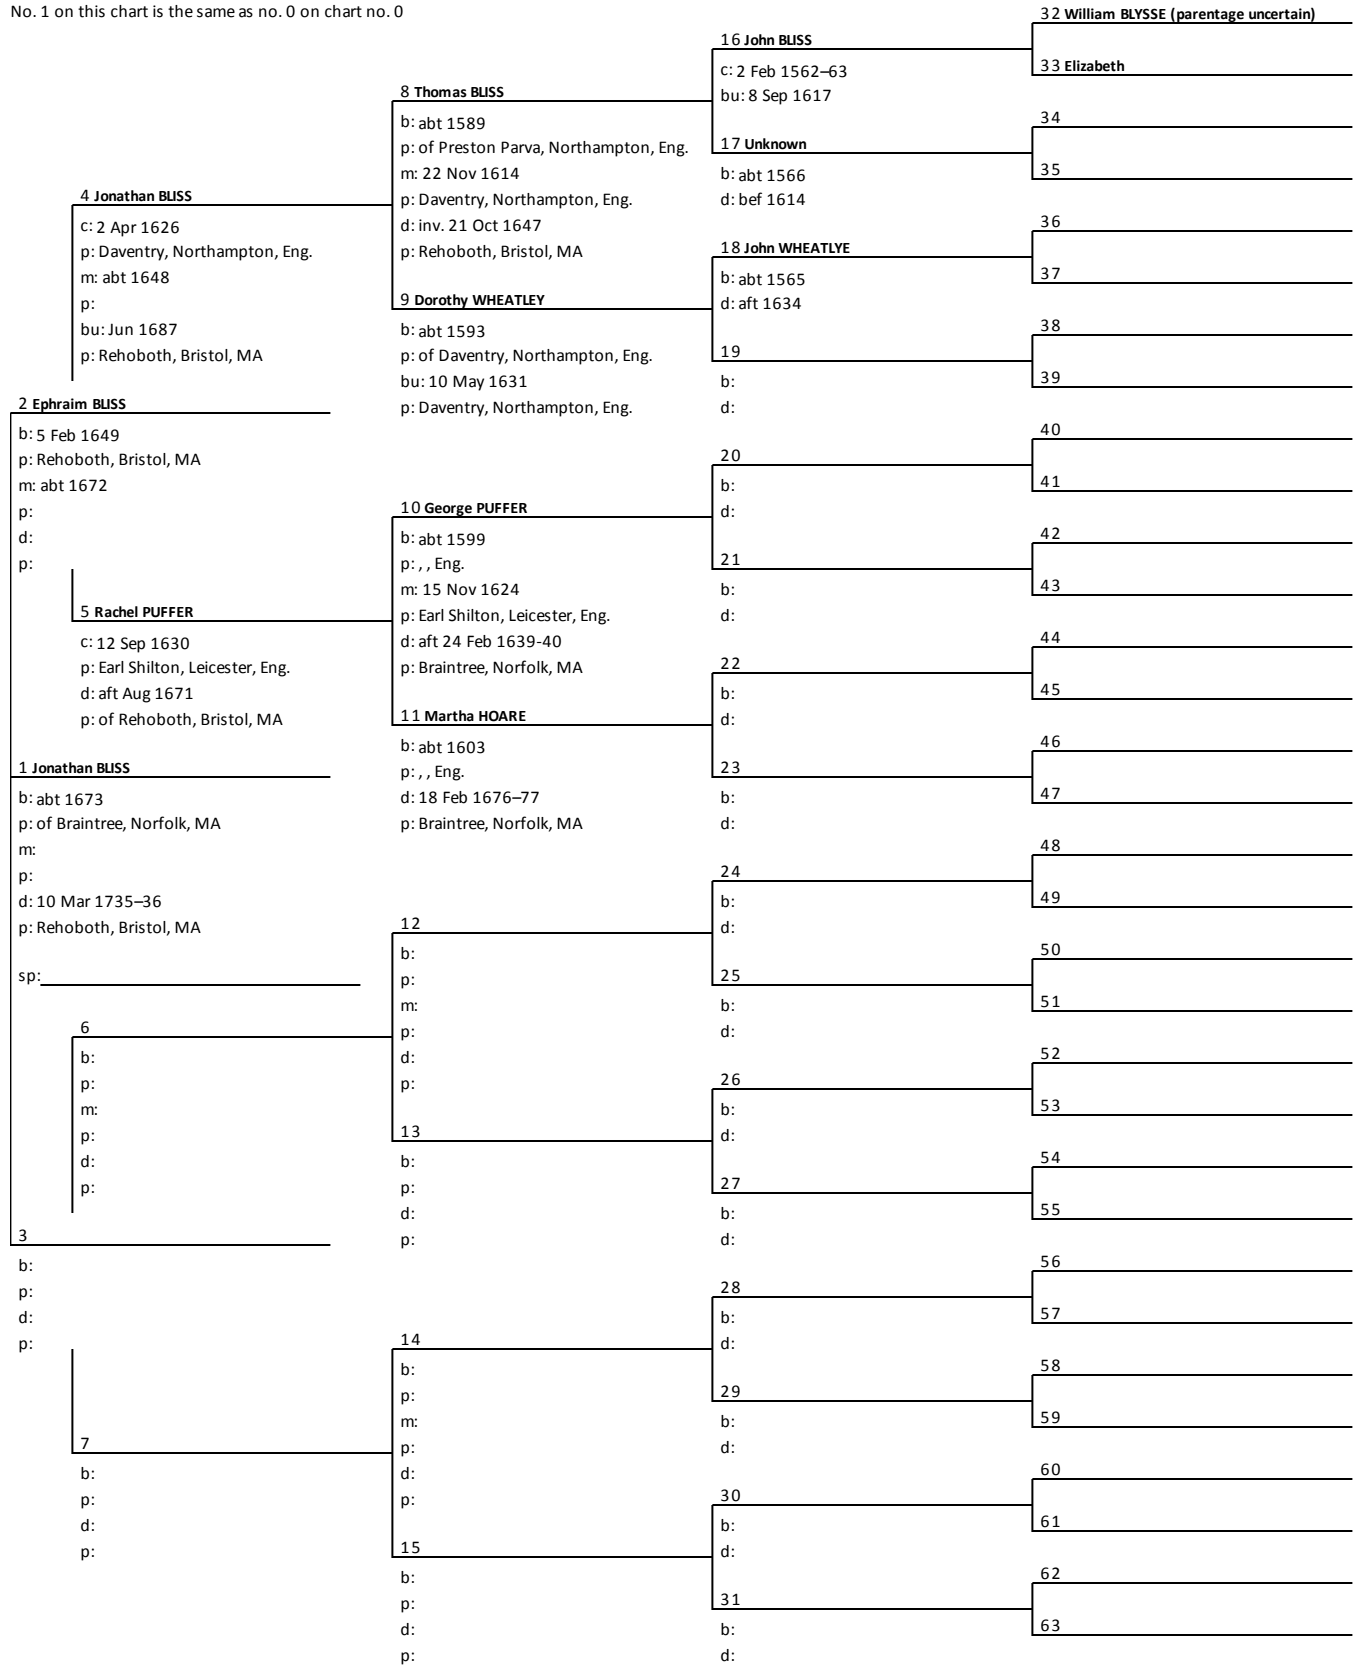 No. 1 on this chart is the same as no. 0 on chart no. 0
1 Jonathan BLISS
b: abt 1673
p: of Braintree, Norfolk, MA
m:
p:
d: 10 Mar 1735–36
p: Rehoboth, Bristol, MA
sp:
2 Ephraim BLISS
b: 5 Feb 1649
p: Rehoboth, Bristol, MA
m: abt 1672
p:
d:
p:
3
b:
p:
d:
p:
4 Jonathan BLISS
c: 2 Apr 1626
p: Daventry, Northampton, Eng.
m: abt 1648
p:
bu: Jun 1687
p: Rehoboth, Bristol, MA
5 Rachel PUFFER
c: 12 Sep 1630
p: Earl Shilton, Leicester, Eng.
d: aft Aug 1671
p: of Rehoboth, Bristol, MA
6
b:
p:
m:
p:
d:
p:
7
b:
p:
d:
p:
8 Thomas BLISS
b: abt 1589
p: of Preston Parva, Northampton, Eng.
m: 22 Nov 1614
p: Daventry, Northampton, Eng.
d: inv. 21 Oct 1647
p: Rehoboth, Bristol, MA
9 Dorothy WHEATLEY
b: abt 1593
p: of Daventry, Northampton, Eng.
bu: 10 May 1631
p: Daventry, Northampton, Eng.
10 George PUFFER
b: abt 1599
p: , , Eng.
m: 15 Nov 1624
p: Earl Shilton, Leicester, Eng.
d: aft 24 Feb 1639-40
p: Braintree, Norfolk, MA
11 Martha HOARE
b: abt 1603
p: , , Eng.
d: 18 Feb 1676–77
p: Braintree, Norfolk, MA
12
b:
p:
m:
p:
d:
p:
13
b:
p:
d:
p:
14
b:
p:
m:
p:
d:
p:
15
b:
p:
d:
p:
16 John BLISS
c: 2 Feb 1562–63
bu: 8 Sep 1617
17 Unknown
b: abt 1566
d: bef 1614
18 John WHEATLYE
b: abt 1565
d: aft 1634
19
b:
d:
20
b:
d:
21
b:
d:
22
b:
d:
23
b:
d:
24
b:
d:
25
b:
d:
26
b:
d:
27
b:
d:
28
b:
d:
29
b:
d:
30
b:
d:
31
b:
d:
32 William BLYSSE (parentage uncertain)
33 Elizabeth
34
35
36
37
38
39
40
41
42
43
44
45
46
47
48
49
50
51
52
53
54
55
56
57
58
59
60
61
62
63